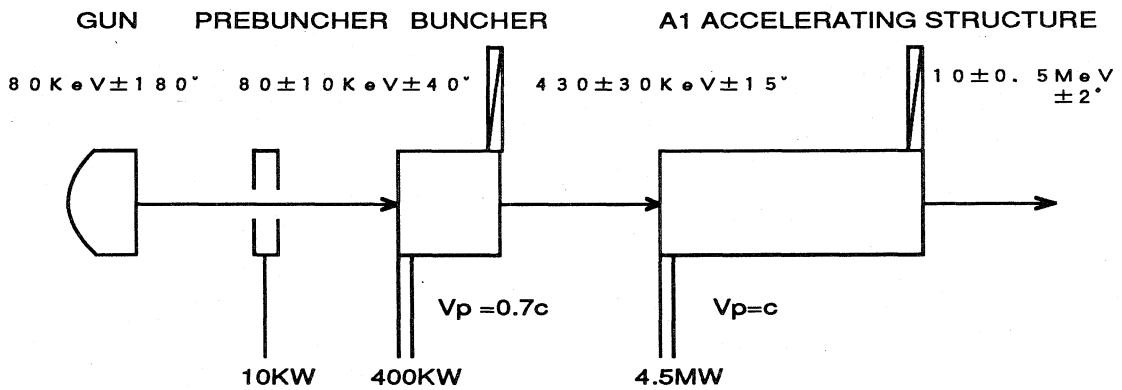 GUN PREBUNCHER BUNCHER A1 ACCELERATING STRUCTURE
80KeV±180° 80±10KeV±40° 430±30KeV±15° 10±0.5MeV
±2°
Vp =0.7c Vp=c
10KW 400KW 4.5MW